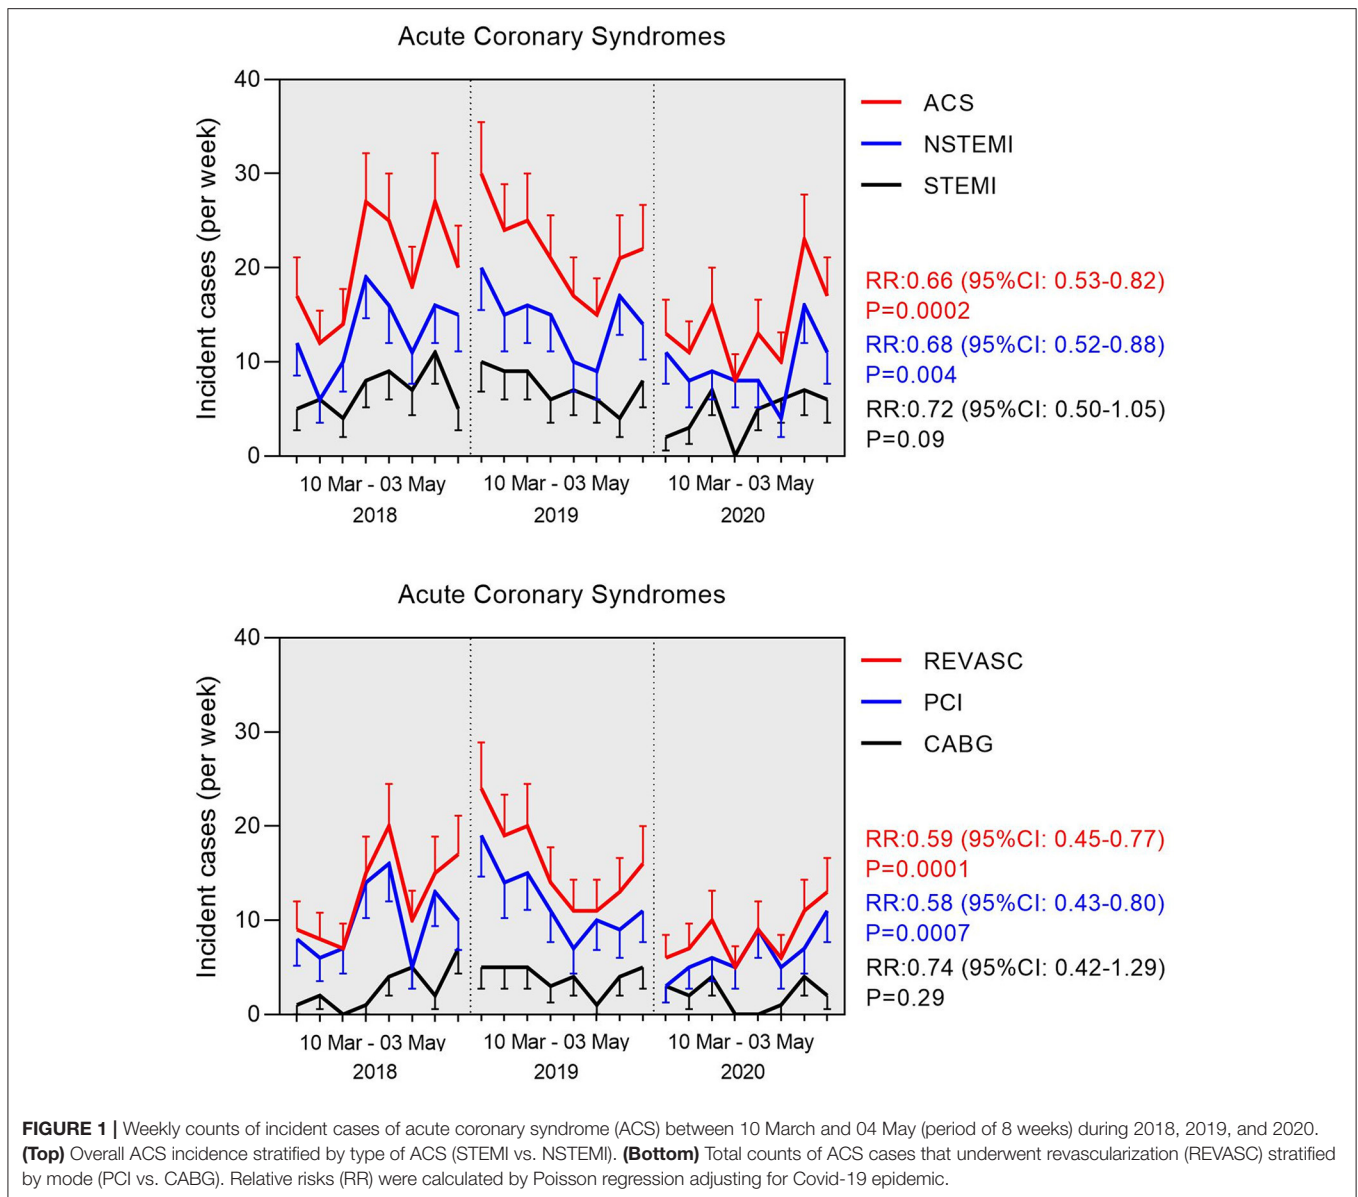 Acute Coronary Syndromes
Incident cases (per week)
40
30
20
10
0
ACS
NSTEMI
STEMI
RR:0.66 (95%CI: 0.53-0.82)
P=0.0002
RR:0.68 (95%CI: 0.52-0.88)
P=0.004
RR:0.72 (95%CI: 0.50-1.05)
P=0.09
10 Mar - 03 May 10 Mar - 03 May 10 Mar - 03 May
2018 2019 2020
Acute Coronary Syndromes
Incident cases (per week)
40
30
20
10
0
REVASC
PCI
CABG
RR:0.59 (95%CI: 0.45-0.77)
P=0.0001
RR:0.58 (95%CI: 0.43-0.80)
P=0.0007
RR:0.74 (95%CI: 0.42-1.29)
P=0.29
10 Mar - 03 May 10 Mar - 03 May 10 Mar - 03 May
2018 2019 2020
FIGURE 1 | Weekly counts of incident cases of acute coronary syndrome (ACS) between 10 March and 04 May (period of 8 weeks) during 2018, 2019, and 2020.
(Top) Overall ACS incidence stratified by type of ACS (STEMI vs. NSTEMI). (Bottom) Total counts of ACS cases that underwent revascularization (REVASC) stratified
by mode (PCI vs. CABG). Relative risks (RR) were calculated by Poisson regression adjusting for Covid-19 epidemic.